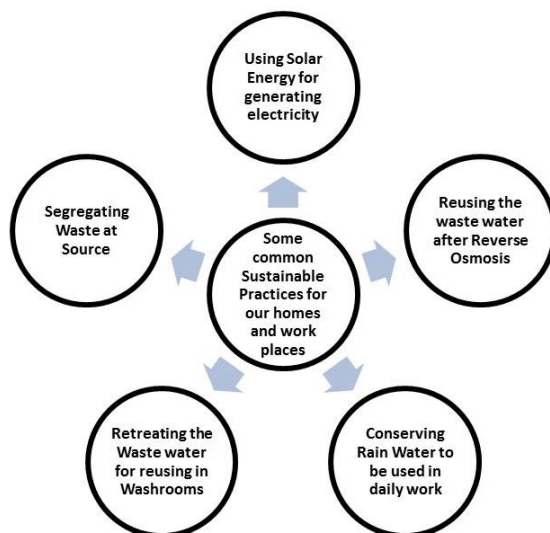 Using Solar
Energy for
generating
electricity
Reusing the
waste water
after Reverse
Osmosis
Conserving
Rain Water to
be used in
daily work
Retreating the
Waste water
for reusing in
Washrooms
Segregating
Waste at
Source
Some
common
Sustainable
Practices for
our homes
and work
places